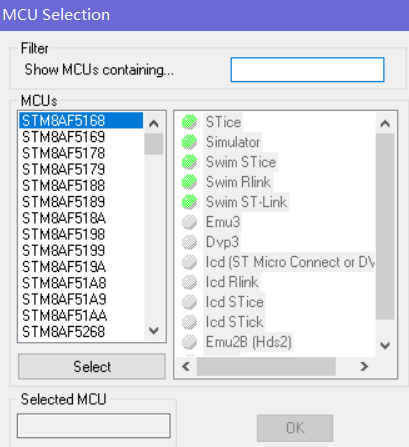 MCU Selection
Filter
Show MCUs containing...
MCUs
STM8AF5168
STM8AF5169
STM8AF5178
STM8AF5179
STM8AF5188
STM8AF5189
STM8AF518A
STM8AF5198
STM8AF5199
STM8AF519A
STM8AF51A8
STM8AF51A9
STM8AF51AA
STM8AF5268
STice
Simulator
Swim STice
Swim Rlink
Swim ST-Link
Emu3
Dvp3
Icd (ST Micro Connect or DV
Icd Rlink
Icd STice
Icd STick
Emu2B (Hds2)
Select
Selected MCU
OK